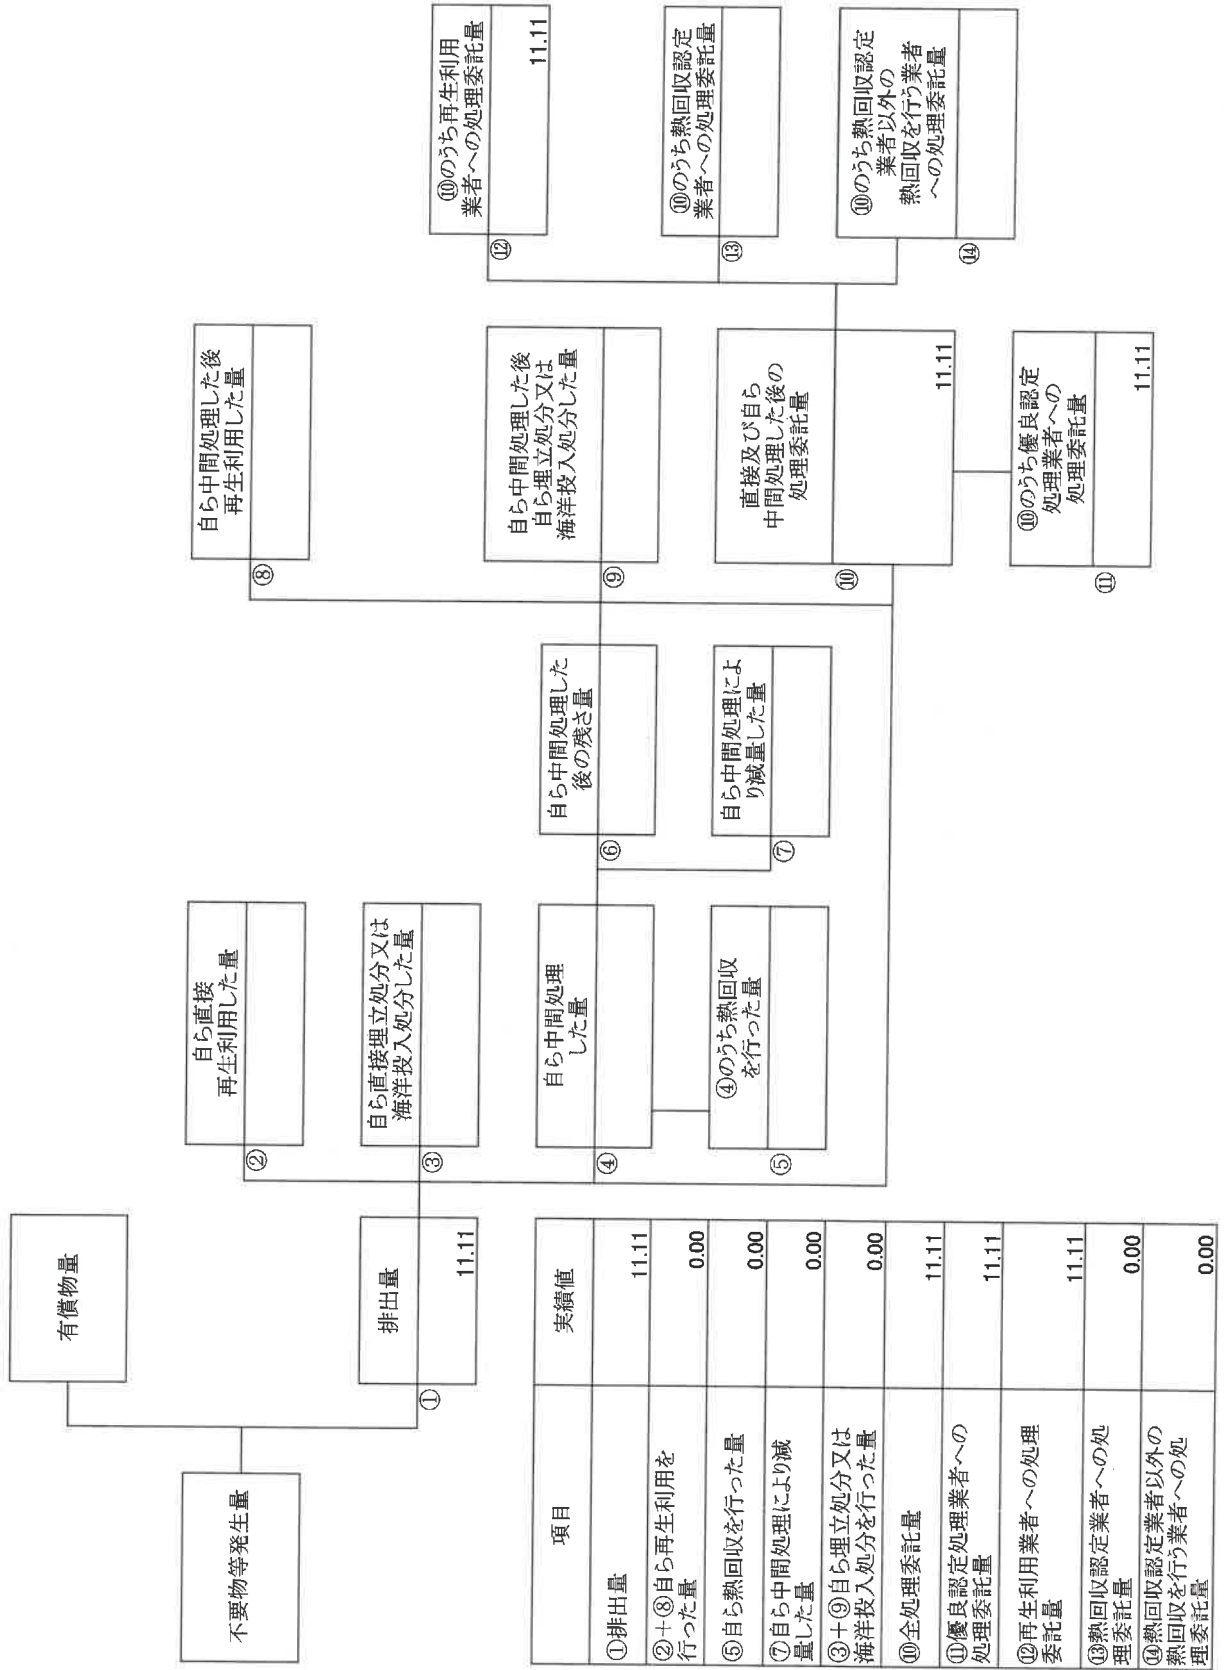 不要物等発生量
有償物量
排出量
①
11.11
②
自ら直接
再生利用した量
③
自ら直接埋立処分又は
海洋投入処分した量
④
自ら中間処理
した量
⑤
④のうち熱回収
を行った量
⑥
自ら中間処理した
後の残さ量
⑦
自ら中間処理によ
り減量した量
⑧
自ら中間処理した後
再生利用した量
⑨
自ら中間処理した後
自ら埋立処分又は
海洋投入処分した量
⑩
直接及び自ら
中間処理した後の
処理委託量
11.11
⑪
⑩のうち優良認定
処理業者への
処理委託量
11.11
⑫
⑩のうち再生利用
業者への処理委託量
11.11
⑬
⑩のうち熱回収認定
業者への処理委託量
⑭
⑩のうち熱回収認定
業者以外の
熱回収を行う業者
への処理委託量
項目 実績値
①排出量 11.11
②+⑧自ら再生利用を
行った量 0.00
⑤自ら熱回収を行った量 0.00
⑦自ら中間処理により減
量した量 0.00
③+⑨自ら埋立処分又は
海洋投入処分を行った量 0.00
⑩全処理委託量 11.11
⑪優良認定処理業者への
処理委託量 11.11
⑫再生利用業者への処理
委託量 11.11
⑬熱回収認定業者への処
理委託量 0.00
⑭熱回収認定業者以外の
熱回収を行う業者への処
理委託量 0.00